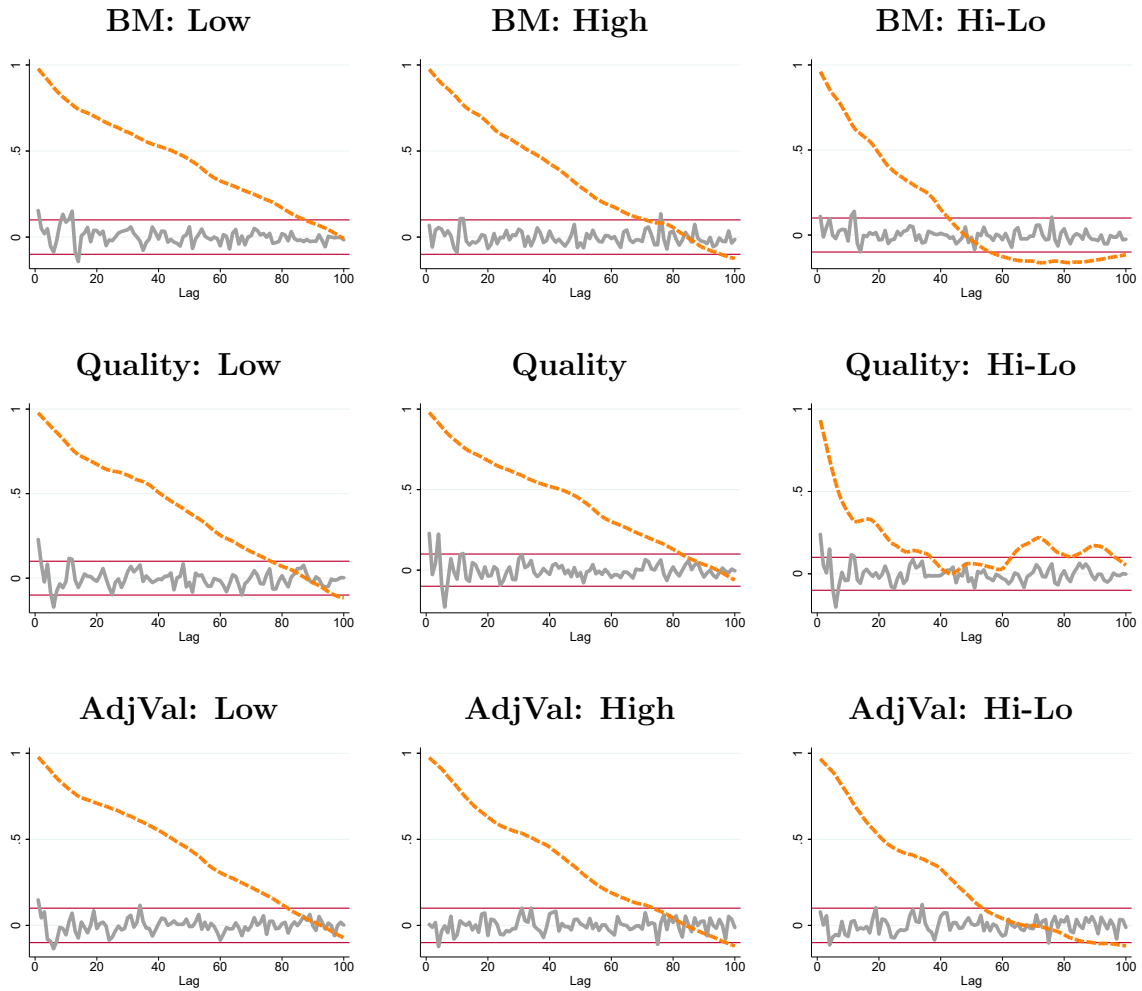 BM: Low BM: High BM: Hi-Lo
1 1 1
.5 .5 .5
0 0 0
0 20 40 60 80 100 0 20 40 60 80 100 0 20 40 60 80 100
Lag Lag Lag
Quality: Low Quality Quality: Hi-Lo
1 1 1
.5 .5 .5
0 0 0
0 20 40 60 80 100 0 20 40 60 80 100 0 20 40 60 80 100
Lag Lag Lag
AdjVal: Low AdjVal: High AdjVal: Hi-Lo
1 1 1
.5 .5 .5
0 0 0
0 20 40 60 80 100 0 20 40 60 80 100 0 20 40 60 80 100
Lag Lag Lag